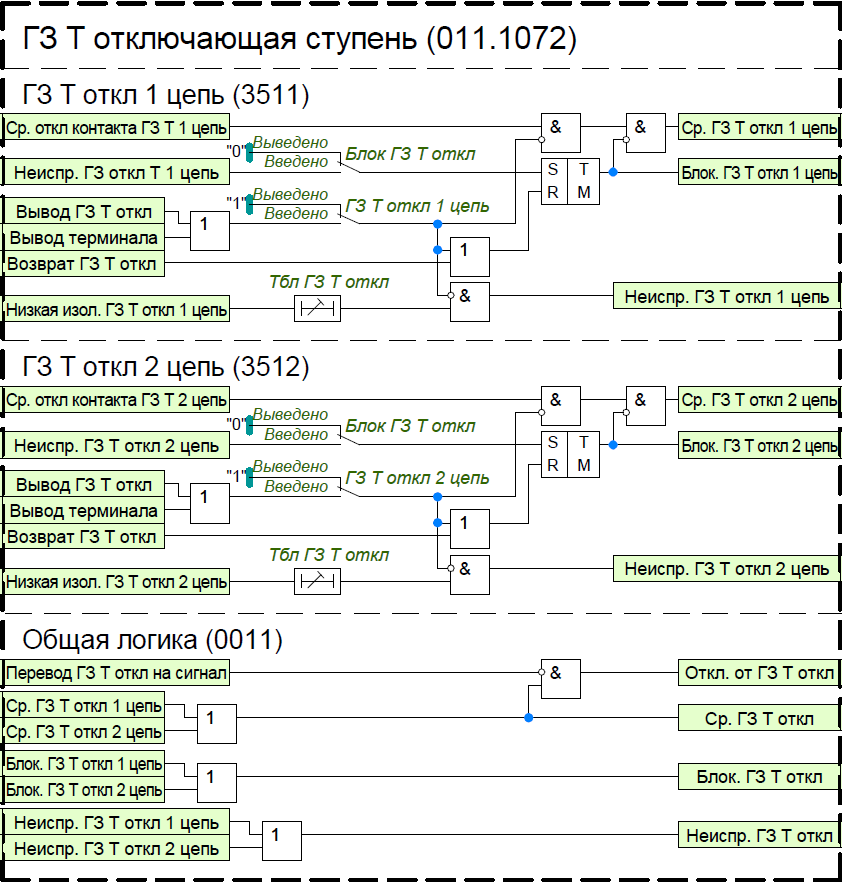 ГЗ Т отключающая ступень (011.1072)
ГЗ Т откл 1 цепь (3511)
Ср. откл контакта ГЗ Т 1 цепь
&
&
Ср. ГЗ Т откл 1 цепь
"0"
Выведено
Введено
Блок ГЗ Т откл
Неиспр. ГЗ откл Т 1 цепь
S T
R M
Блок. ГЗ Т откл 1 цепь
"1"
Выведено
Введено
ГЗ Т откл 1 цепь
Вывод ГЗ Т откл
Вывод терминала
1
Возврат ГЗ Т откл
1
Тбл ГЗ Т откл
Низкая изол. ГЗ Т откл 1 цепь
&
Неиспр. ГЗ Т откл 1 цепь
ГЗ Т откл 2 цепь (3512)
Ср. откл контакта ГЗ Т 2 цепь
&
&
Ср. ГЗ Т откл 2 цепь
"0"
Выведено
Введено
Блок ГЗ Т откл
Неиспр. ГЗ Т откл 2 цепь
S T
R M
Блок. ГЗ Т откл 2 цепь
"1"
Выведено
Введено
ГЗ Т откл 2 цепь
Вывод ГЗ Т откл
Вывод терминала
1
Возврат ГЗ Т откл
1
Тбл ГЗ Т откл
Низкая изол. ГЗ Т откл 2 цепь
&
Неиспр. ГЗ Т откл 2 цепь
Общая логика (0011)
Перевод ГЗ Т откл на сигнал
&
Откл. от ГЗ Т откл
Ср. ГЗ Т откл 1 цепь
Ср. ГЗ Т откл 2 цепь
1
Ср. ГЗ Т откл
Блок. ГЗ Т откл 1 цепь
Блок. ГЗ Т откл 2 цепь
1
Блок. ГЗ Т откл
Неиспр. ГЗ Т откл 1 цепь
Неиспр. ГЗ Т откл 2 цепь
1
Неиспр. ГЗ Т откл